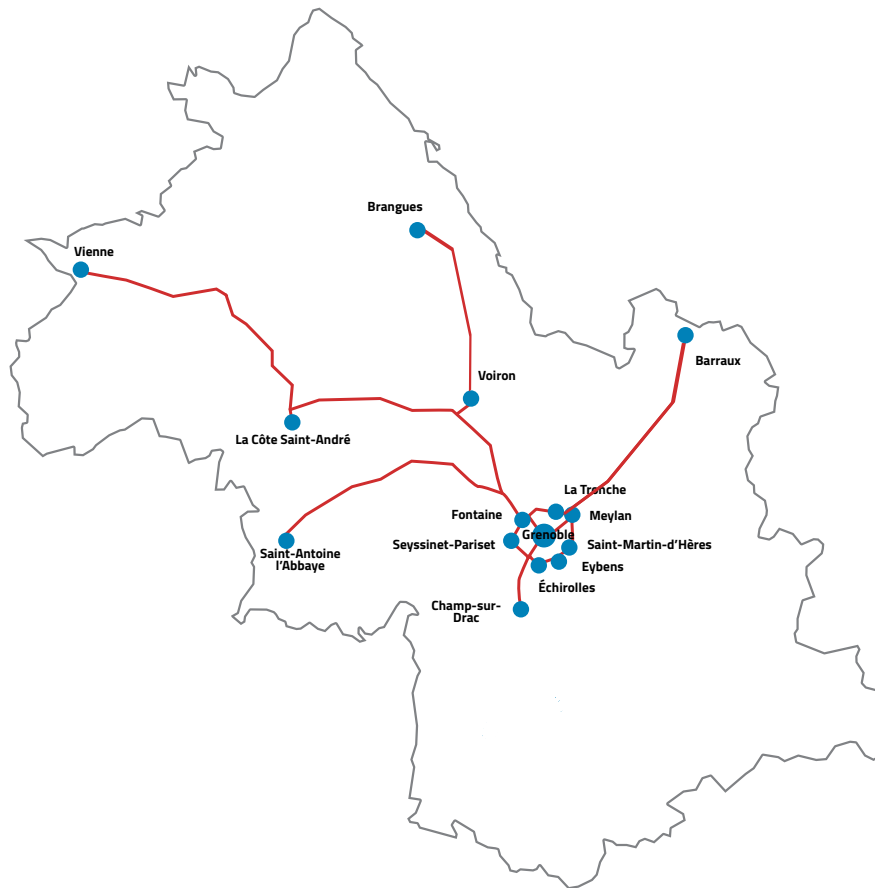 Brangues
Vienne
Barraux
Voiron
La Côte Saint-André
La Tronche
Fontaine
Meylan
Grenoble
Seyssinet-Pariset
Saint-Martin-d'Hères
Saint-Antoine
l'Abbaye
Eybens
Échirolles
Champ-sur-
Drac